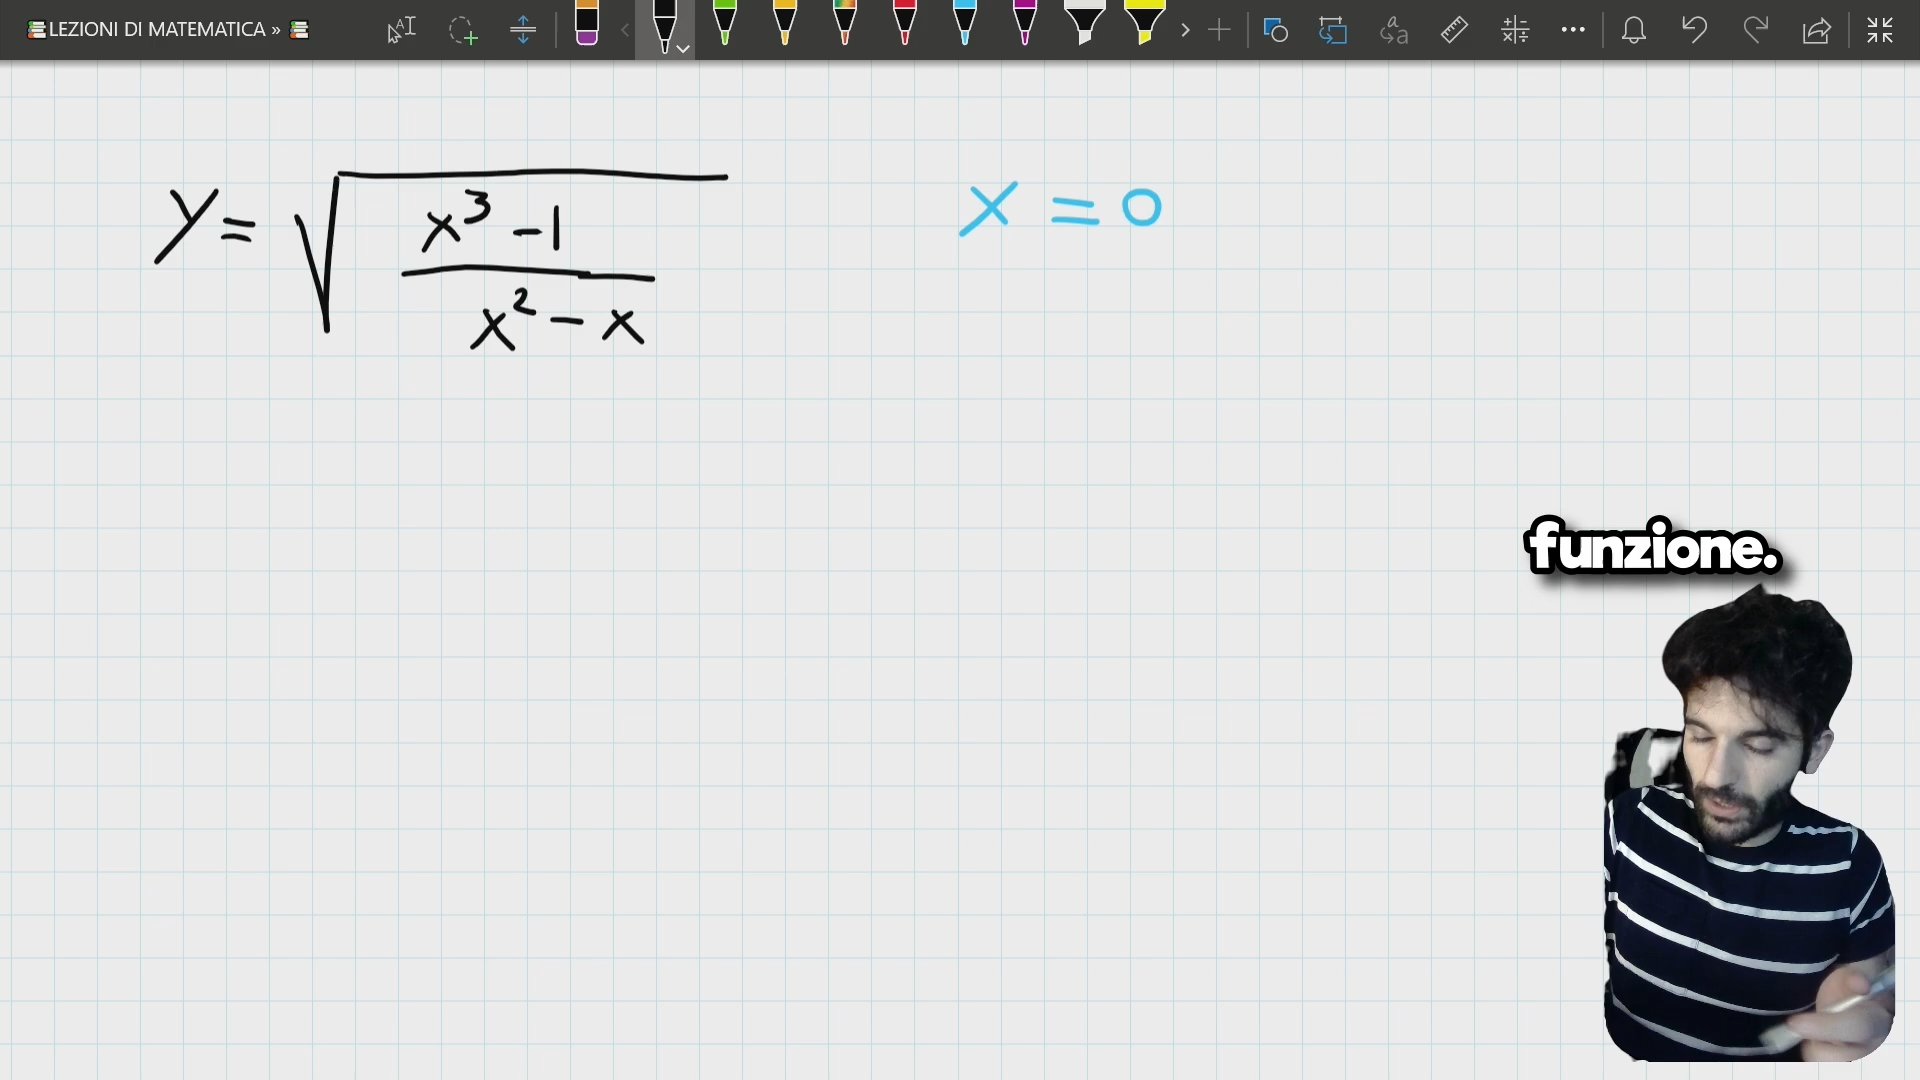 LEZIONI DI MATEMATICA »
y = √((x³ - 1)/(x² - x))
x = 0
funzione.